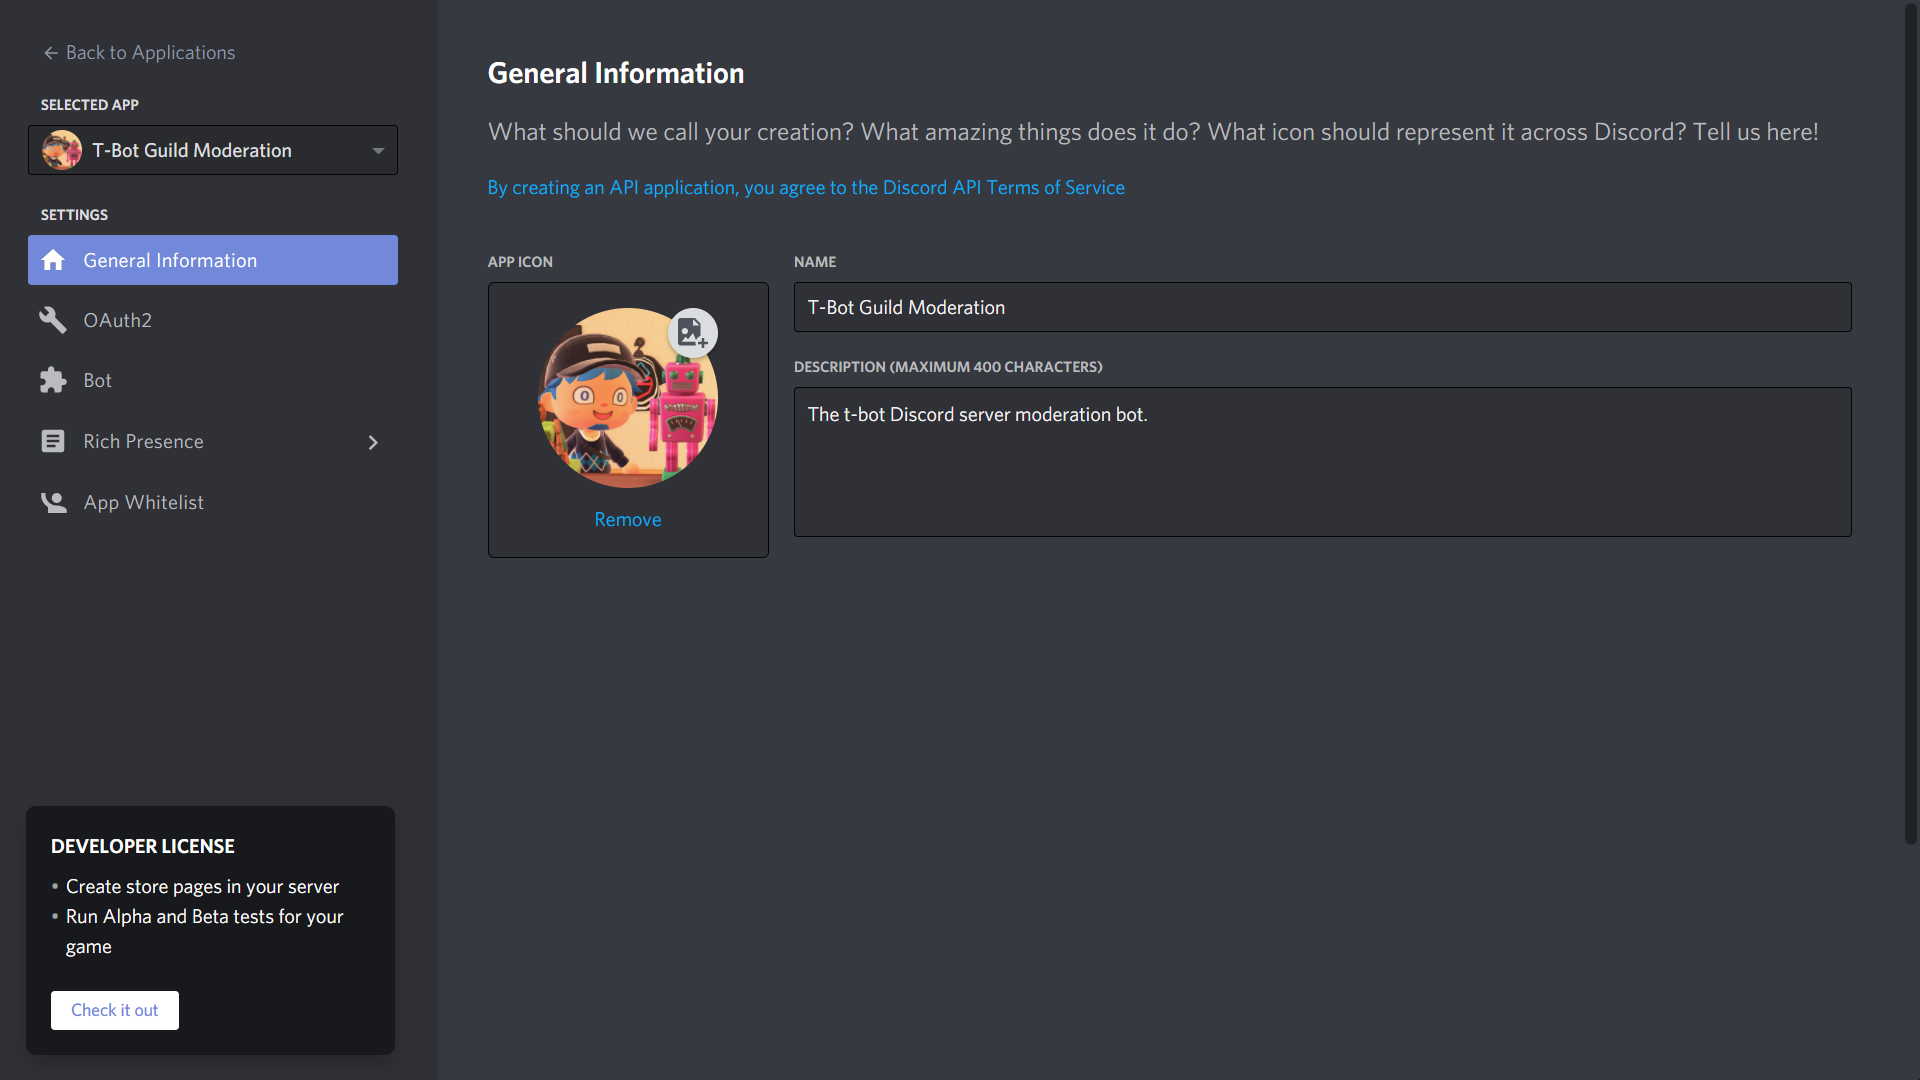 Back to Applications
SELECTED APP
T-Bot Guild Moderation
SETTINGS
General Information
OAuth2
Bot
Rich Presence
App Whitelist
DEVELOPER LICENSE
• Create store pages in your server
• Run Alpha and Beta tests for your
game
Check it out
General Information
What should we call your creation? What amazing things does it do? What icon should represent it across Discord? Tell us here!
By creating an API application, you agree to the Discord API Terms of Service
APP ICON
Remove
NAME
T-Bot Guild Moderation
DESCRIPTION (MAXIMUM 400 CHARACTERS)
The t-bot Discord server moderation bot.